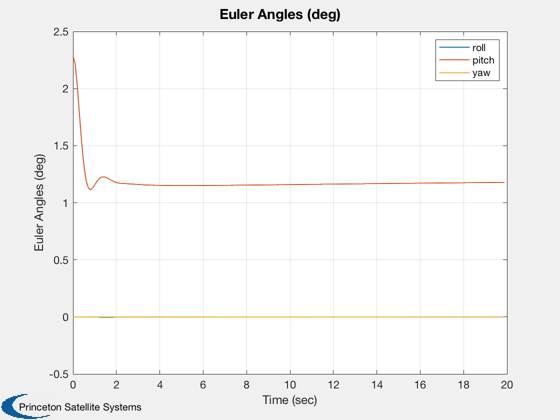 Euler Angles (deg)
2.5
2
1.5
1
0.5
0
-0.5
Euler Angles (deg)
roll
pitch
yaw
0 2 4 6 8 10 12 14 16 18 20
Time (sec)
Princeton Satellite Systems